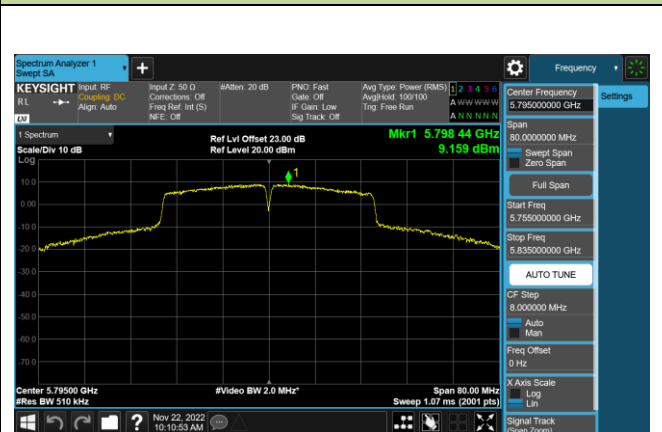 Spectrum Analyzer 1
Swept SA
+
Frequency
KEYSIGHT
RL
LXI
Input: RF
Coupling: DC
Align: Auto
Input Z: 50 Ω
Corrections: Off
Freq Ref: Int (S)
NFE: Off
#Atten: 20 dB
PNO: Fast
Gate: Off
IF Gain: Low
Sig Track: Off
Avg Type: Power (RMS)
Avg|Hold: 100/100
Trig: Free Run
1 2 3 4 5 6
A W W W W W
A N N N N N
1 Spectrum
Scale/Div 10 dB
Log
Ref Lvl Offset 23.00 dB
Ref Level 20.00 dBm
Mkr1 5.798 44 GHz
9.159 dBm
1
10.0
0.00
-10.0
-20.0
-30.0
-40.0
-50.0
-60.0
-70.0
Center 5.79500 GHz
#Res BW 510 kHz
#Video BW 2.0 MHz*
Span 80.00 MHz
Sweep 1.07 ms (2001 pts)
?
Nov 22, 2022
10:10:53 AM
Center Frequency
5.795000000 GHz
Settings
Span
80.0000000 MHz
Swept Span
Zero Span
Full Span
Start Freq
5.755000000 GHz
Stop Freq
5.835000000 GHz
AUTO TUNE
CF Step
8.000000 MHz
Auto
Man
Freq Offset
0 Hz
X Axis Scale
Log
Lin
Signal Track
(Span Zoom)